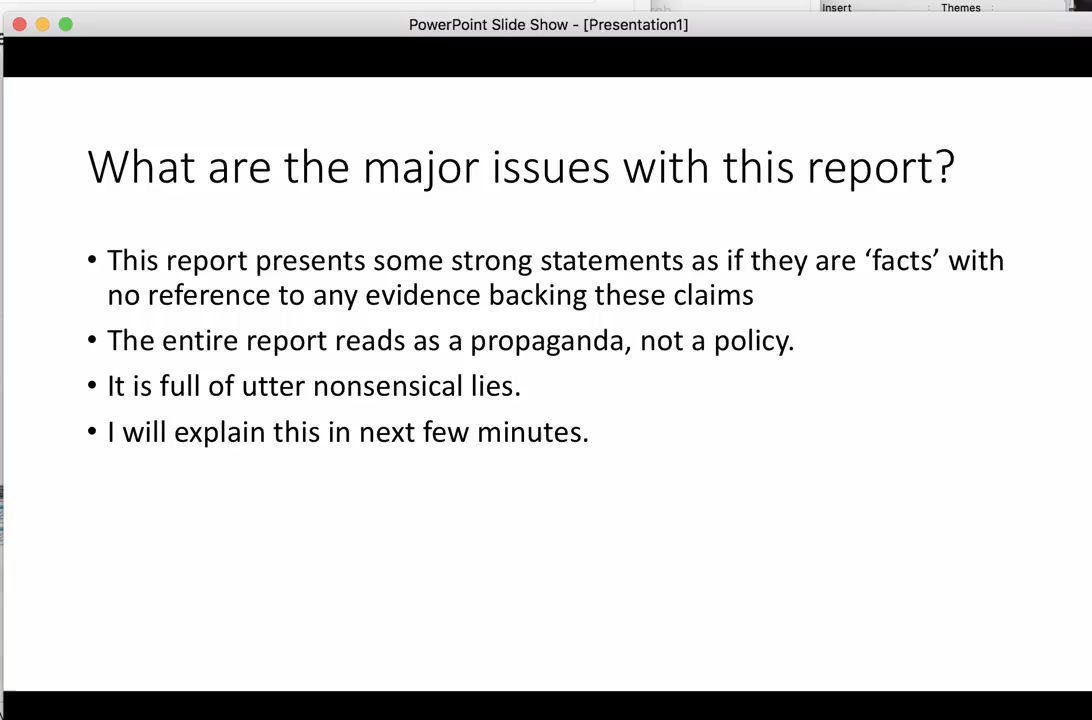 Insert
Themes
PowerPoint Slide Show - [Presentation1]
What are the major issues with this report?
• This report presents some strong statements as if they are ‘facts’ with
no reference to any evidence backing these claims
• The entire report reads as a propaganda, not a policy.
• It is full of utter nonsensical lies.
• I will explain this in next few minutes.